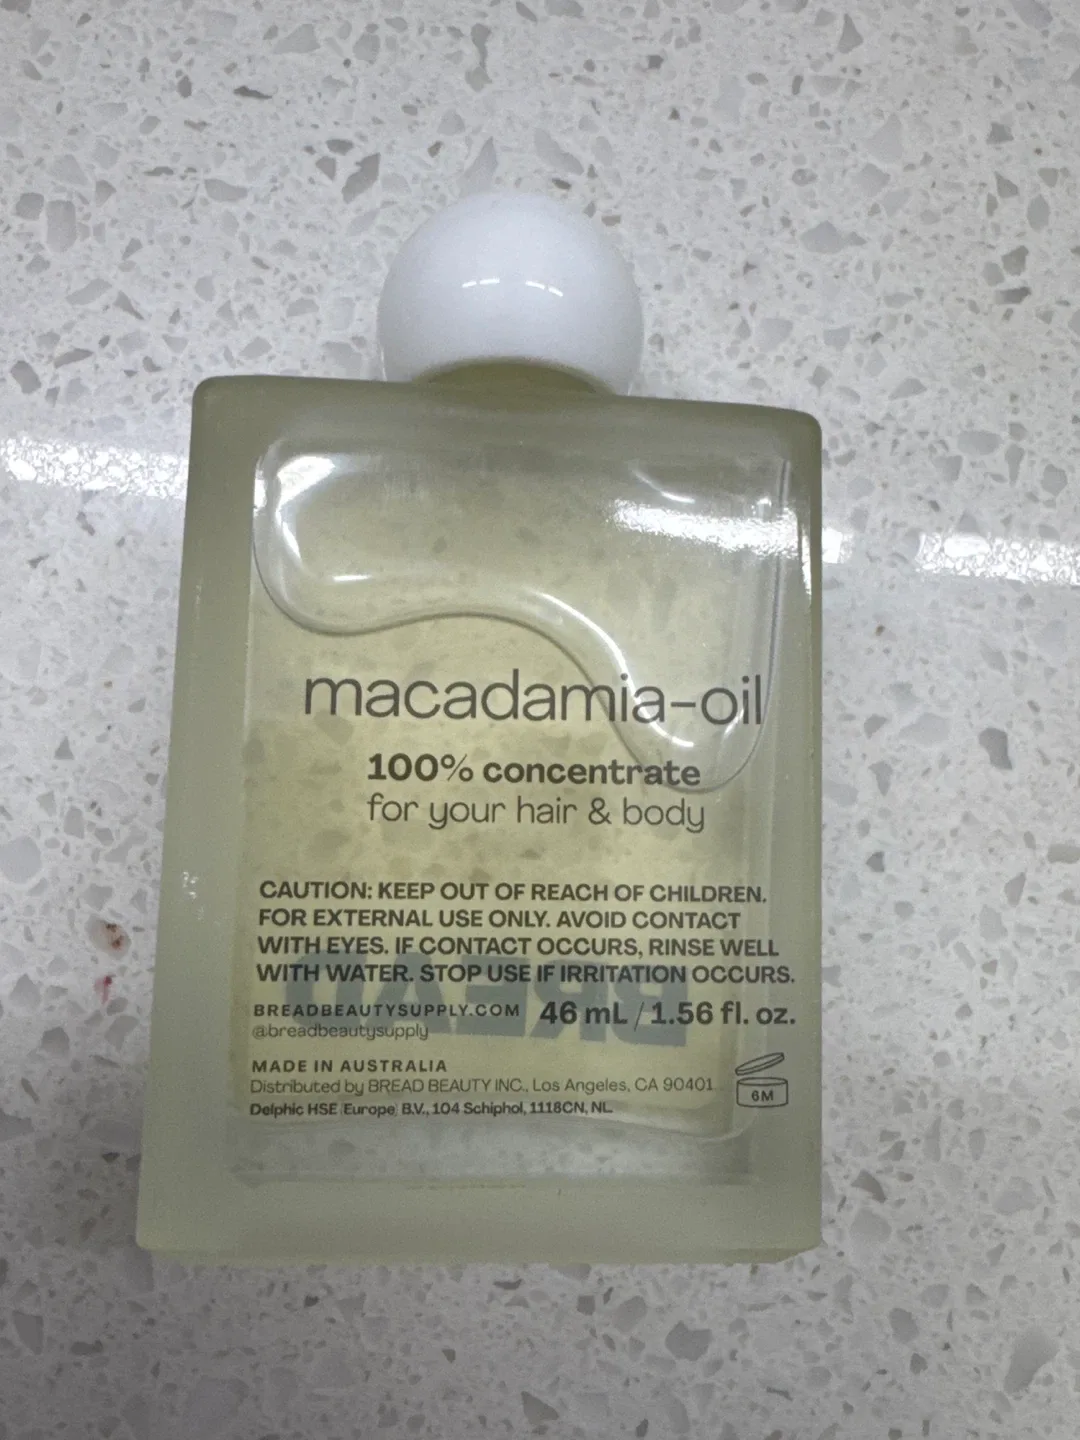 macadamia-oil
100% concentrate
for your hair & body
CAUTION: KEEP OUT OF REACH OF CHILDREN.
FOR EXTERNAL USE ONLY. AVOID CONTACT
WITH EYES. IF CONTACT OCCURS, RINSE WELL
WITH WATER. STOP USE IF IRRITATION OCCURS.
BREAD
BREADBEAUTYSUPPLY.COM 46 mL / 1.56 fl. oz.
@breadbeautysupply
MADE IN AUSTRALIA
Distributed by BREAD BEAUTY INC., Los Angeles, CA 90401
6M
Delphic HSE Europe B.V., 104 Schiphol, 1118CN, NL.